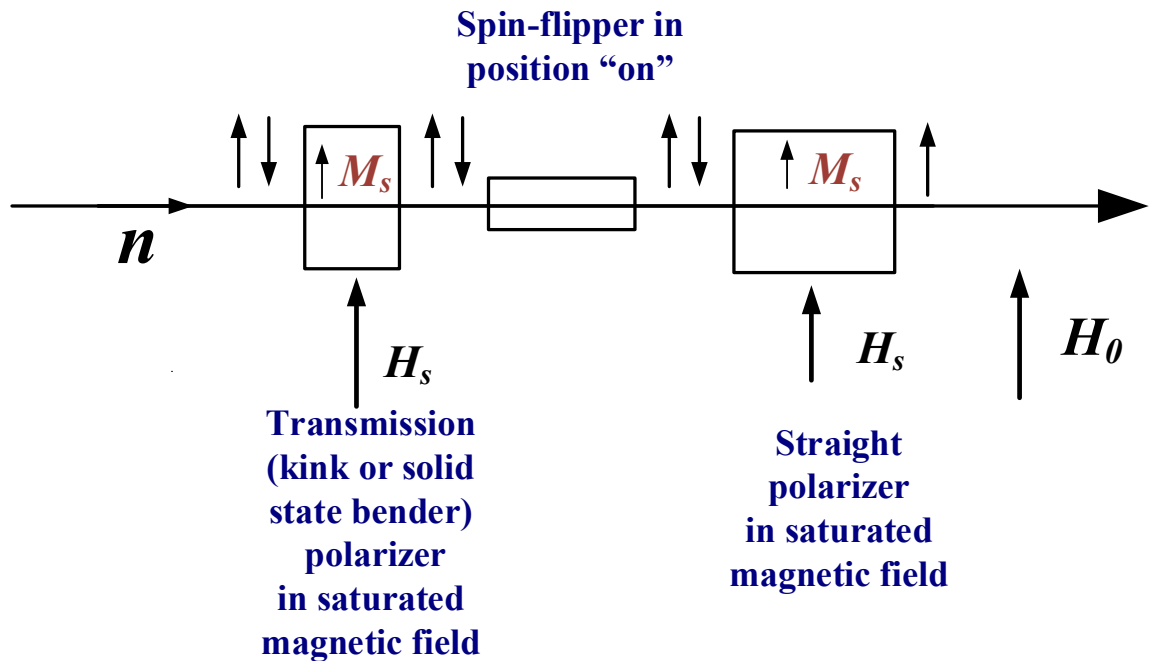 Spin-flipper in
position “on”
M_s
M_s
n
H_s
H_s
H_0
Transmission
(kink or solid
state bender)
polarizer
in saturated
magnetic field
Straight
polarizer
in saturated
magnetic field